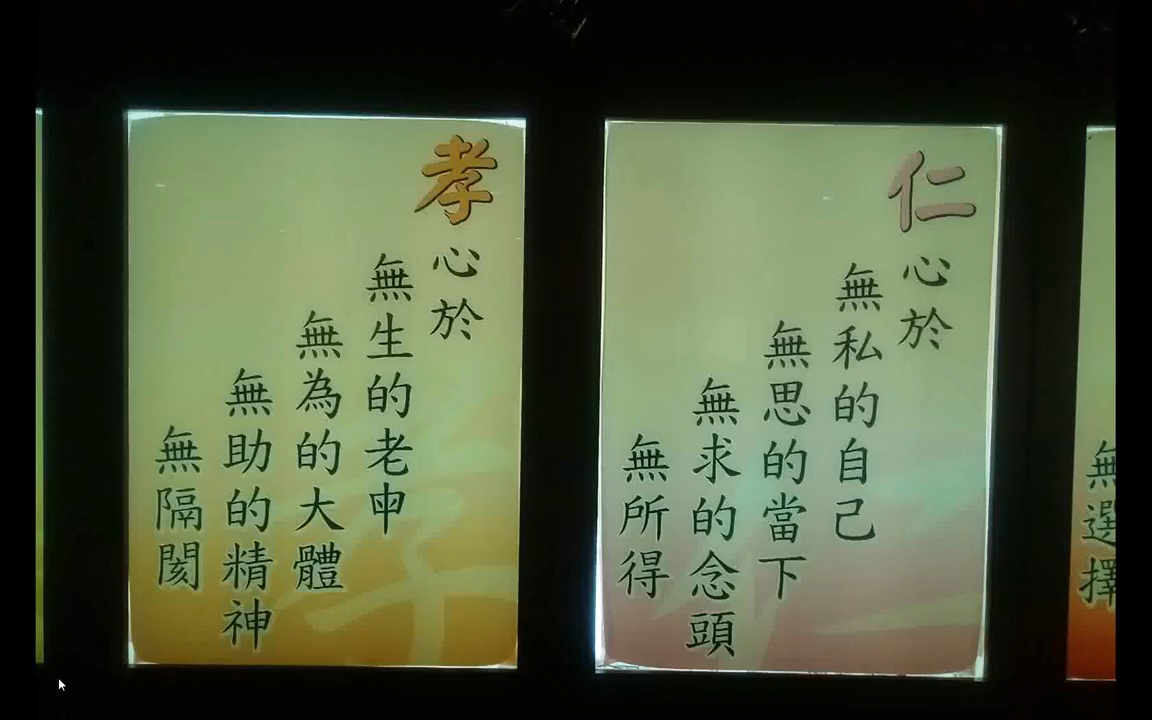 無選擇
仁
心於
無私的自己
無思的當下
無求的念頭
無所得
孝
心於
無生的老
無為的大體
無助的精神
無隔閡